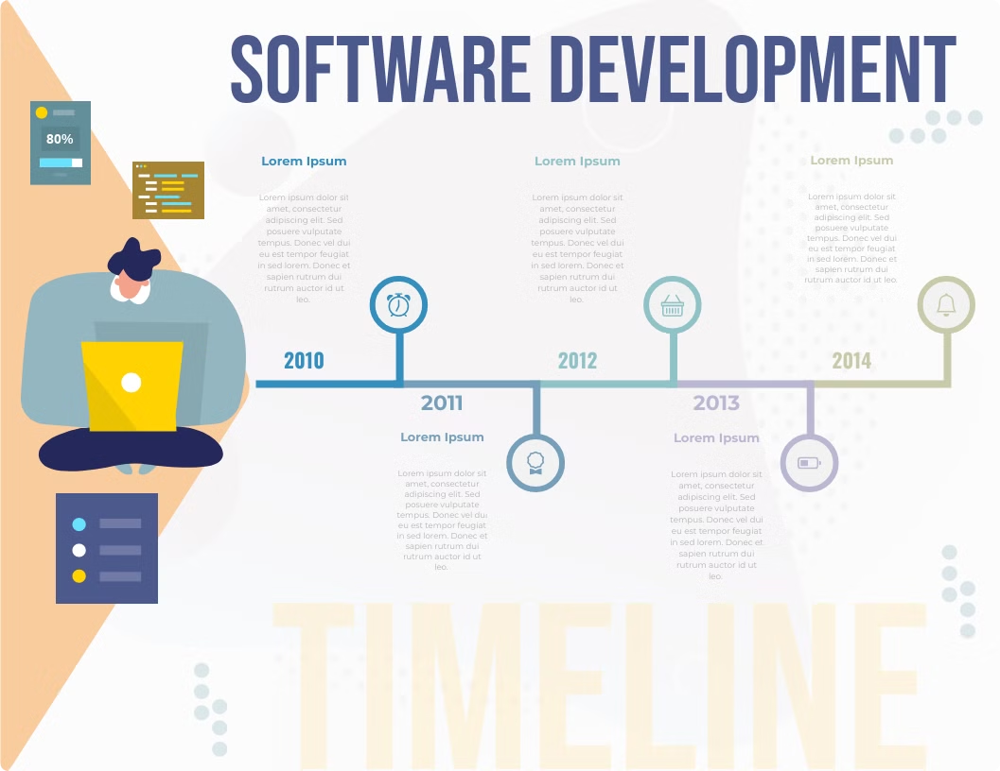 SOFTWARE DEVELOPMENT
80%
Lorem Ipsum
Lorem ipsum dolor sit
amet, consectetur
adipiscing elit. Sed
posuere vulputate
tempus. Donec vel dui
eu est tempor feugiat
in sed lorem. Donec et
sapien rutrum dui
rutrum auctor id ut
leo.
2010
2011
Lorem Ipsum
Lorem ipsum dolor sit
amet, consectetur
adipiscing elit. Sed
posuere vulputate
tempus. Donec vel dui
eu est tempor feugiat
in sed lorem. Donec et
sapien rutrum dui
rutrum auctor id ut
leo.
Lorem Ipsum
Lorem ipsum dolor sit
amet, consectetur
adipiscing elit. Sed
posuere vulputate
tempus. Donec vel dui
eu est tempor feugiat
in sed lorem. Donec et
sapien rutrum dui
rutrum auctor id ut
leo.
2012
2013
Lorem Ipsum
Lorem ipsum dolor sit
amet, consectetur
adipiscing elit. Sed
posuere vulputate
tempus. Donec vel dui
eu est tempor feugiat
in sed lorem. Donec et
sapien rutrum dui
rutrum auctor id ut
leo.
Lorem Ipsum
Lorem ipsum dolor sit
amet, consectetur
adipiscing elit. Sed
posuere vulputate
tempus. Donec vel dui
eu est tempor feugiat
in sed lorem. Donec et
sapien rutrum dui
rutrum auctor id ut leo.
2014
TIMELINE